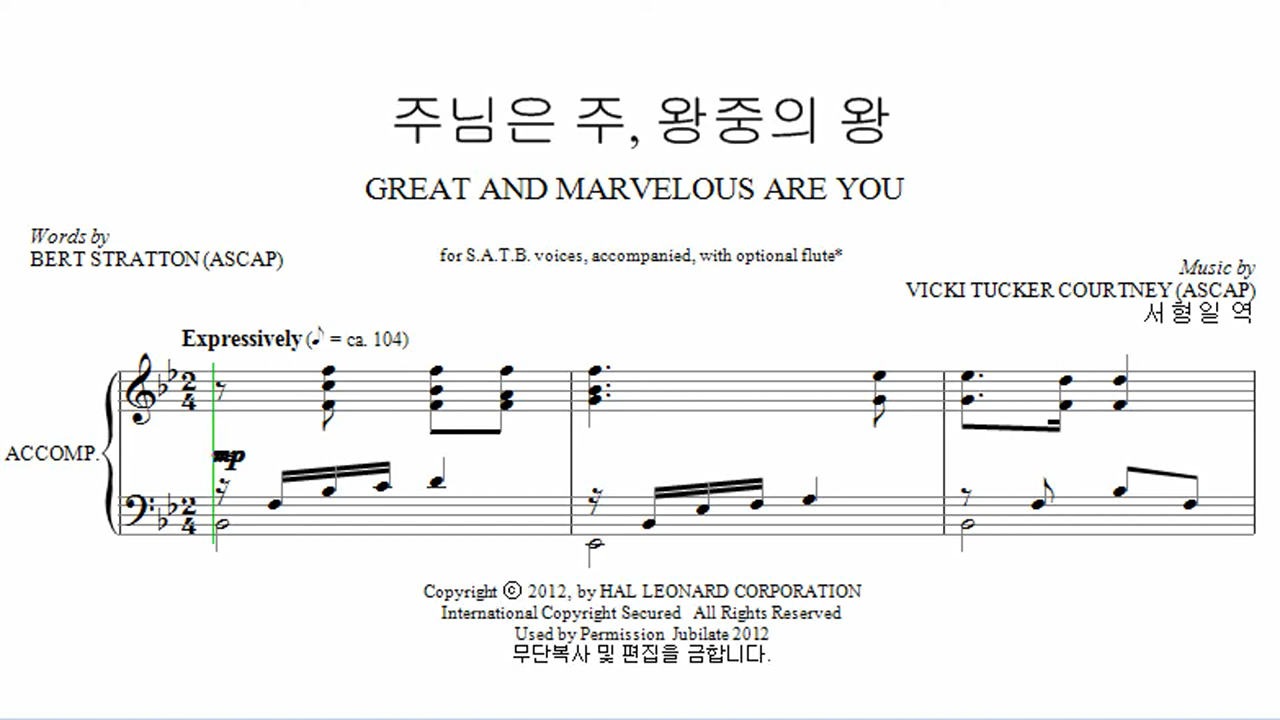 주님은 주, 왕중의 왕
GREAT AND MARVELOUS ARE YOU
Words by
BERT STRATTON (ASCAP)
for S.A.T.B. voices, accompanied, with optional flute*
Music by
VICKI TUCKER COURTNEY (ASCAP)
서형일 역
Expressively (♪ = ca. 104)
mp
ACCOMP.
Copyright © 2012, by HAL LEONARD CORPORATION
International Copyright Secured All Rights Reserved
Used by Permission Jubilate 2012
무단복사 및 편집을 금합니다.